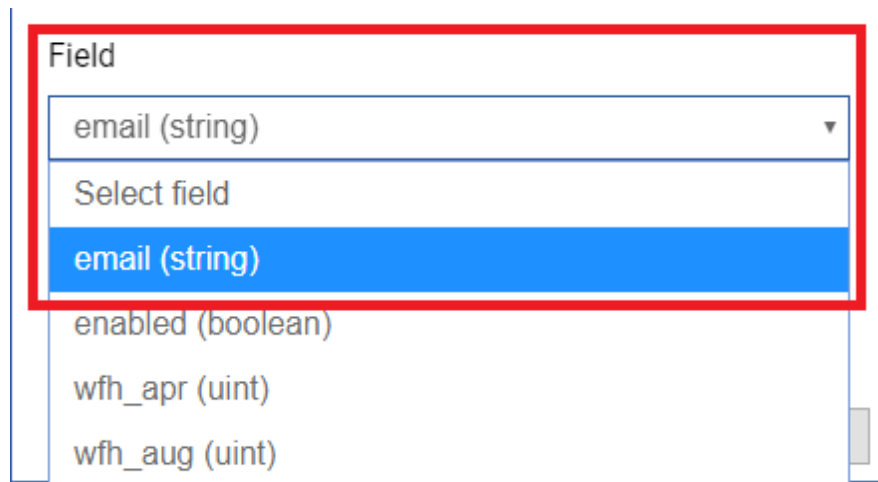 Field
email (string)
Select field
email (string)
enabled (boolean)
wfh_apr (uint)
wfh_aug (uint)